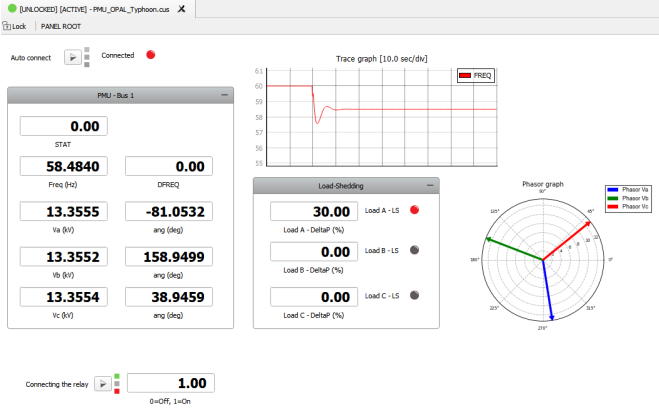 [UNLOCKED] [ACTIVE] - PMU_OPAL_Typhoon.cus
Lock PANEL ROOT
Auto connect
Connected
PMU - Bus 1
0.00
STAT
58.4840 0.00
Freq (Hz) DFREQ
13.3555 -81.0532
Va (kV) ang (deg)
13.3552 158.9499
Vb (kV) ang (deg)
13.3554 38.9459
Vc (kV) ang (deg)
Trace graph [10.0 sec/div]
FREQ
61
60
59
58
57
56
55
Load-Shedding
30.00 Load A - LS
Load A - DeltaP (%)
0.00 Load B - LS
Load B - DeltaP (%)
0.00 Load C - LS
Load C - DeltaP (%)
Phasor graph
Phasor Va
Phasor Vb
Phasor Vc
90°
135° 45°
180° 4 6 8 10 12 0°
225° 315°
270°
Connecting the relay 1.00
0=Off, 1=On